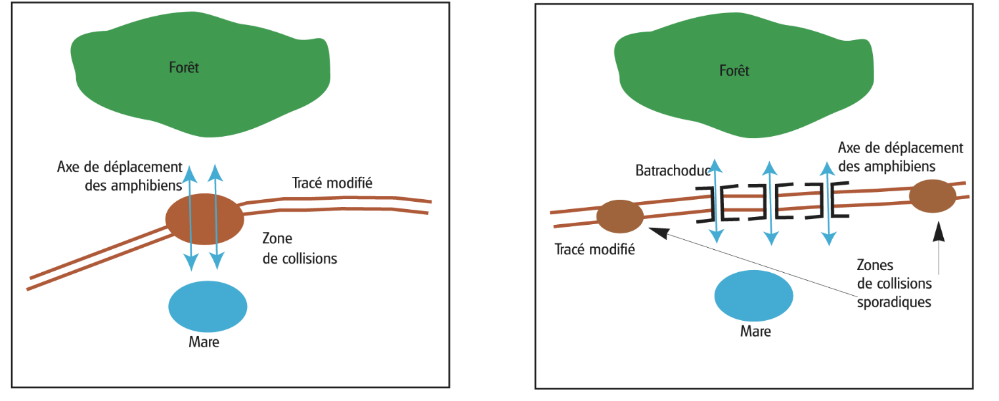 Forêt
Axe de déplacement
des amphibiens
Tracé modifié
Zone
de collisions
Mare
Forêt
Axe de déplacement
des amphibiens
Batrachoduc
Tracé modifié
Zones
de collisions
sporadiques
Mare